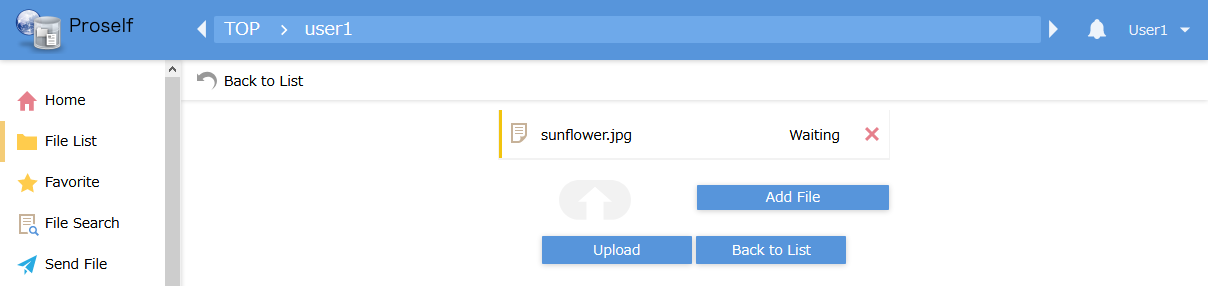 Proself
TOP > user1
User1
Back to List
Home
File List
Favorite
File Search
Send File
sunflower.jpg Waiting
Add File
Upload Back to List